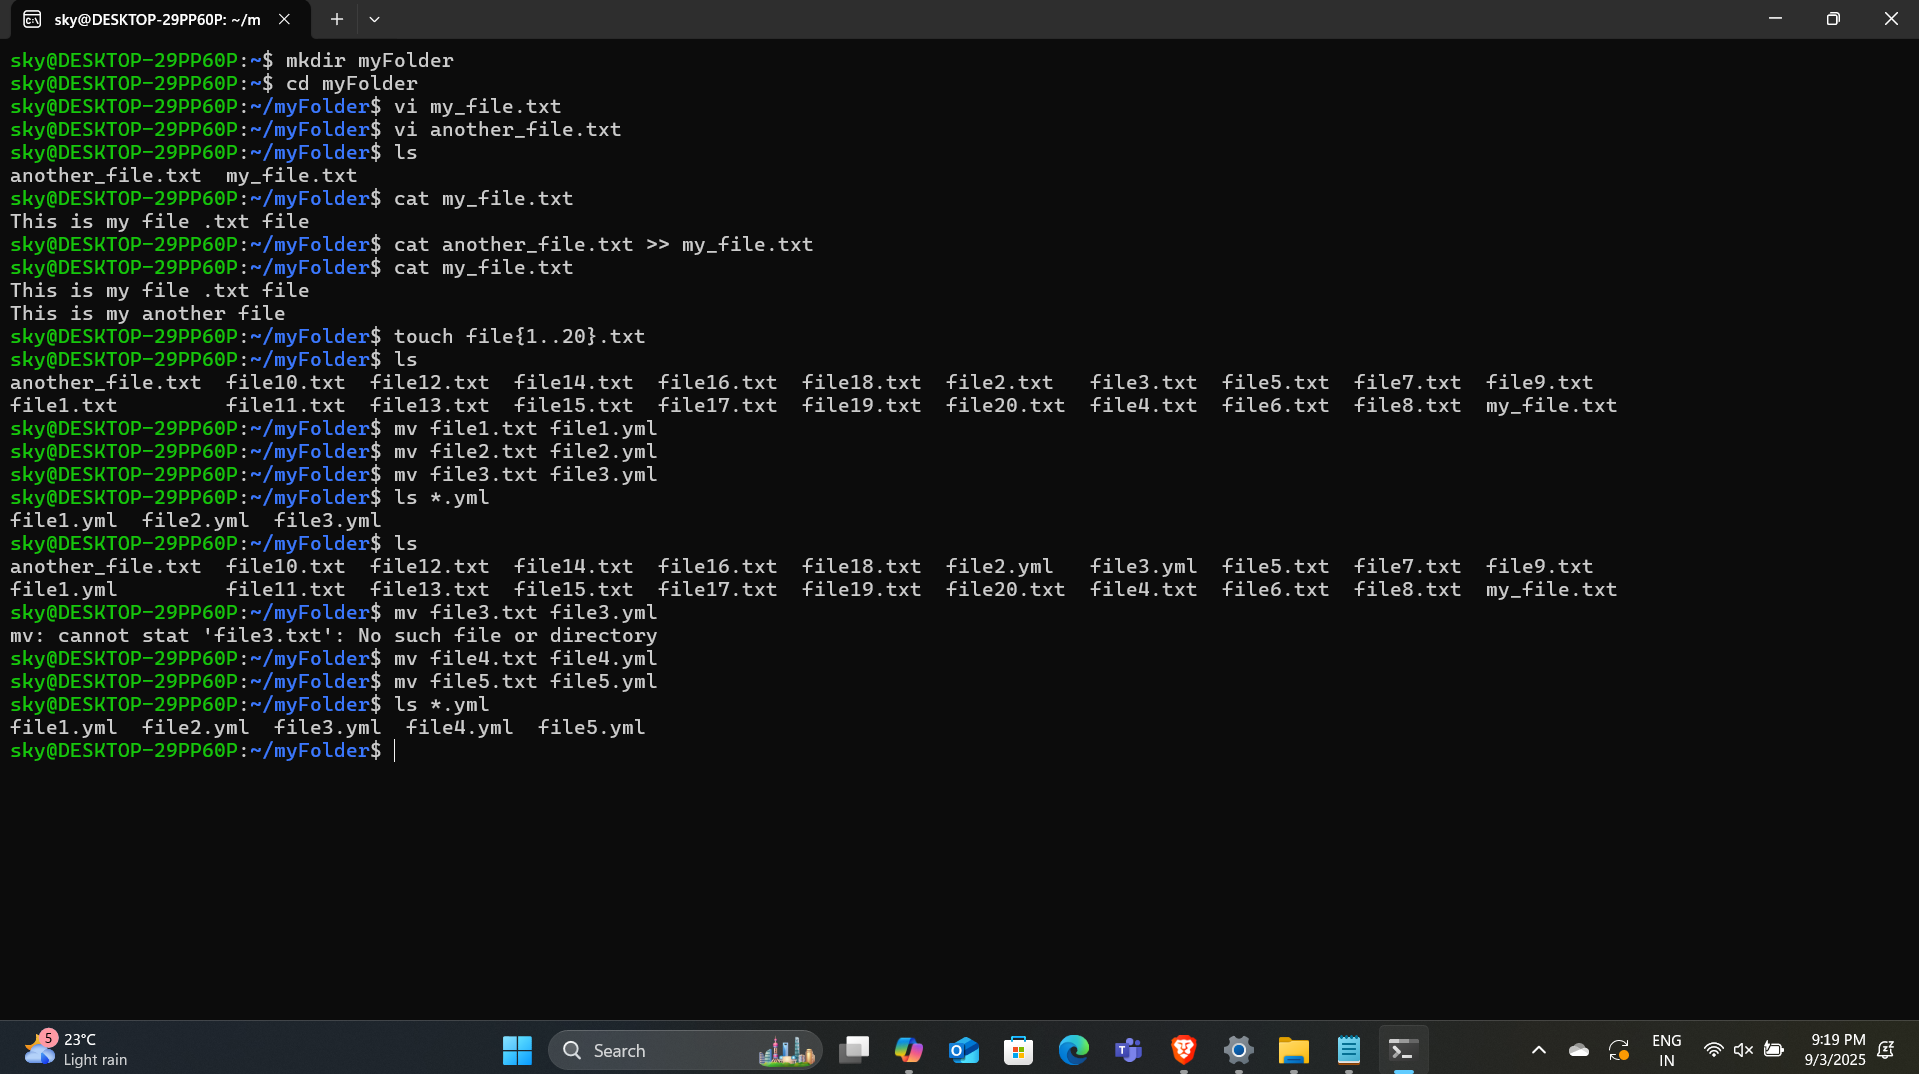 sky@DESKTOP-29PP60P: ~/m
sky@DESKTOP-29PP60P:~$ mkdir myFolder
sky@DESKTOP-29PP60P:~$ cd myFolder
sky@DESKTOP-29PP60P:~/myFolder$ vi my_file.txt
sky@DESKTOP-29PP60P:~/myFolder$ vi another_file.txt
sky@DESKTOP-29PP60P:~/myFolder$ ls
another_file.txt  my_file.txt
sky@DESKTOP-29PP60P:~/myFolder$ cat my_file.txt
This is my file .txt file
sky@DESKTOP-29PP60P:~/myFolder$ cat another_file.txt >> my_file.txt
sky@DESKTOP-29PP60P:~/myFolder$ cat my_file.txt
This is my file .txt file
This is my another file
sky@DESKTOP-29PP60P:~/myFolder$ touch file{1..20}.txt
sky@DESKTOP-29PP60P:~/myFolder$ ls
another_file.txt  file10.txt  file12.txt  file14.txt  file16.txt  file18.txt  file2.txt   file3.txt  file5.txt  file7.txt  file9.txt
file1.txt         file11.txt  file13.txt  file15.txt  file17.txt  file19.txt  file20.txt  file4.txt  file6.txt  file8.txt  my_file.txt
sky@DESKTOP-29PP60P:~/myFolder$ mv file1.txt file1.yml
sky@DESKTOP-29PP60P:~/myFolder$ mv file2.txt file2.yml
sky@DESKTOP-29PP60P:~/myFolder$ mv file3.txt file3.yml
sky@DESKTOP-29PP60P:~/myFolder$ ls *.yml
file1.yml  file2.yml  file3.yml
sky@DESKTOP-29PP60P:~/myFolder$ ls
another_file.txt  file10.txt  file12.txt  file14.txt  file16.txt  file18.txt  file2.yml   file3.yml  file5.txt  file7.txt  file9.txt
file1.yml         file11.txt  file13.txt  file15.txt  file17.txt  file19.txt  file20.txt  file4.txt  file6.txt  file8.txt  my_file.txt
sky@DESKTOP-29PP60P:~/myFolder$ mv file3.txt file3.yml
mv: cannot stat 'file3.txt': No such file or directory
sky@DESKTOP-29PP60P:~/myFolder$ mv file4.txt file4.yml
sky@DESKTOP-29PP60P:~/myFolder$ mv file5.txt file5.yml
sky@DESKTOP-29PP60P:~/myFolder$ ls *.yml
file1.yml  file2.yml  file3.yml  file4.yml  file5.yml
sky@DESKTOP-29PP60P:~/myFolder$
5
23°C
Light rain
Search
ENG
IN
9:19 PM
9/3/2025